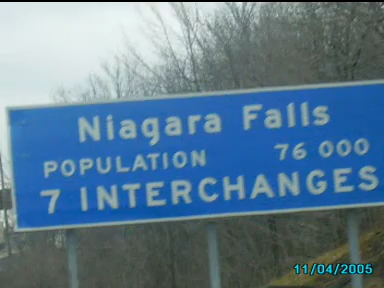 Niagara Falls
POPULATION 76 000
7 INTERCHANGES
11/04/2005